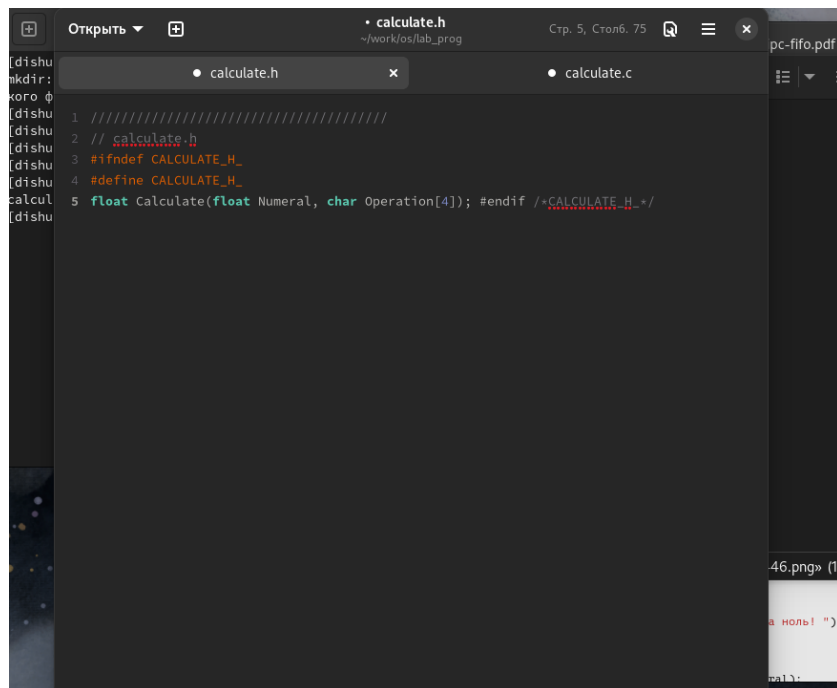 Открыть
• calculate.h
~/work/os/lab_prog
Стр. 5, Столб. 75
pc-fifo.pdf
calculate.h
calculate.c
[dishu
mkdir:
кого ф
[dishu
[dishu
[dishu
[dishu
[dishu
calcul
[dishu
1 ///////////////////////////////////////
2 // calculate.h
3 #ifndef CALCULATE_H_
4 #define CALCULATE_H_
5 float Calculate(float Numeral, char Operation[4]); #endif /*CALCULATE_H_*/
46.png» (1
а ноль! ")
ral);